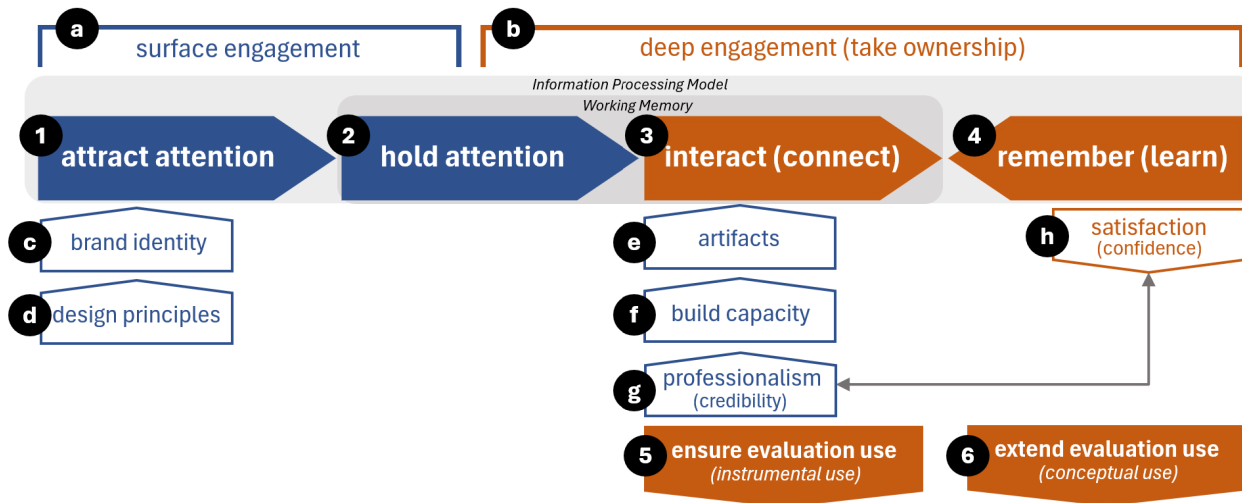 a
surface engagement
b
deep engagement (take ownership)
Information Processing Model
Working Memory
1
attract attention
2
hold attention
3
interact (connect)
4
remember (learn)
c
brand identity
d
design principles
e
artifacts
f
build capacity
g
professionalism
(credibility)
h
satisfaction
(confidence)
5
ensure evaluation use
(instrumental use)
6
extend evaluation use
(conceptual use)